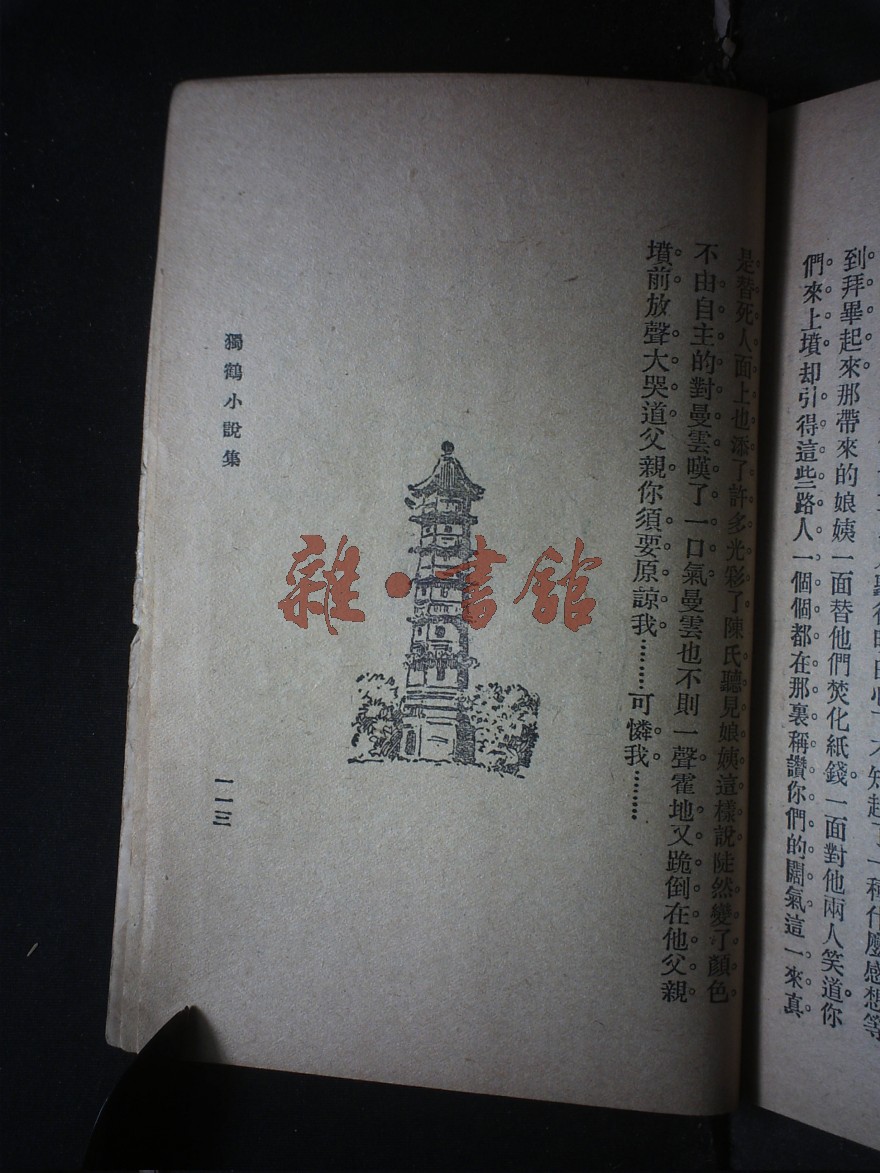 麼感想等
到拜畢起來那帶來的娘姨一面替他們焚化紙錢。一面對他兩人笑道你
們來上墳却引得這些路人一個個都在那裏稱讚你們的闊氣這一來真
是替死人面上也添了許多光彩了陳氏聽見娘姨這樣說陡然變了顏色。
不由自主的對曼雲嘆了一口氣曼雲也不則一聲霍地又跪倒在他父親
墳前放聲大哭道父親你須要原諒我………可憐我………
獨鶴小說集
一一三
雜·書館